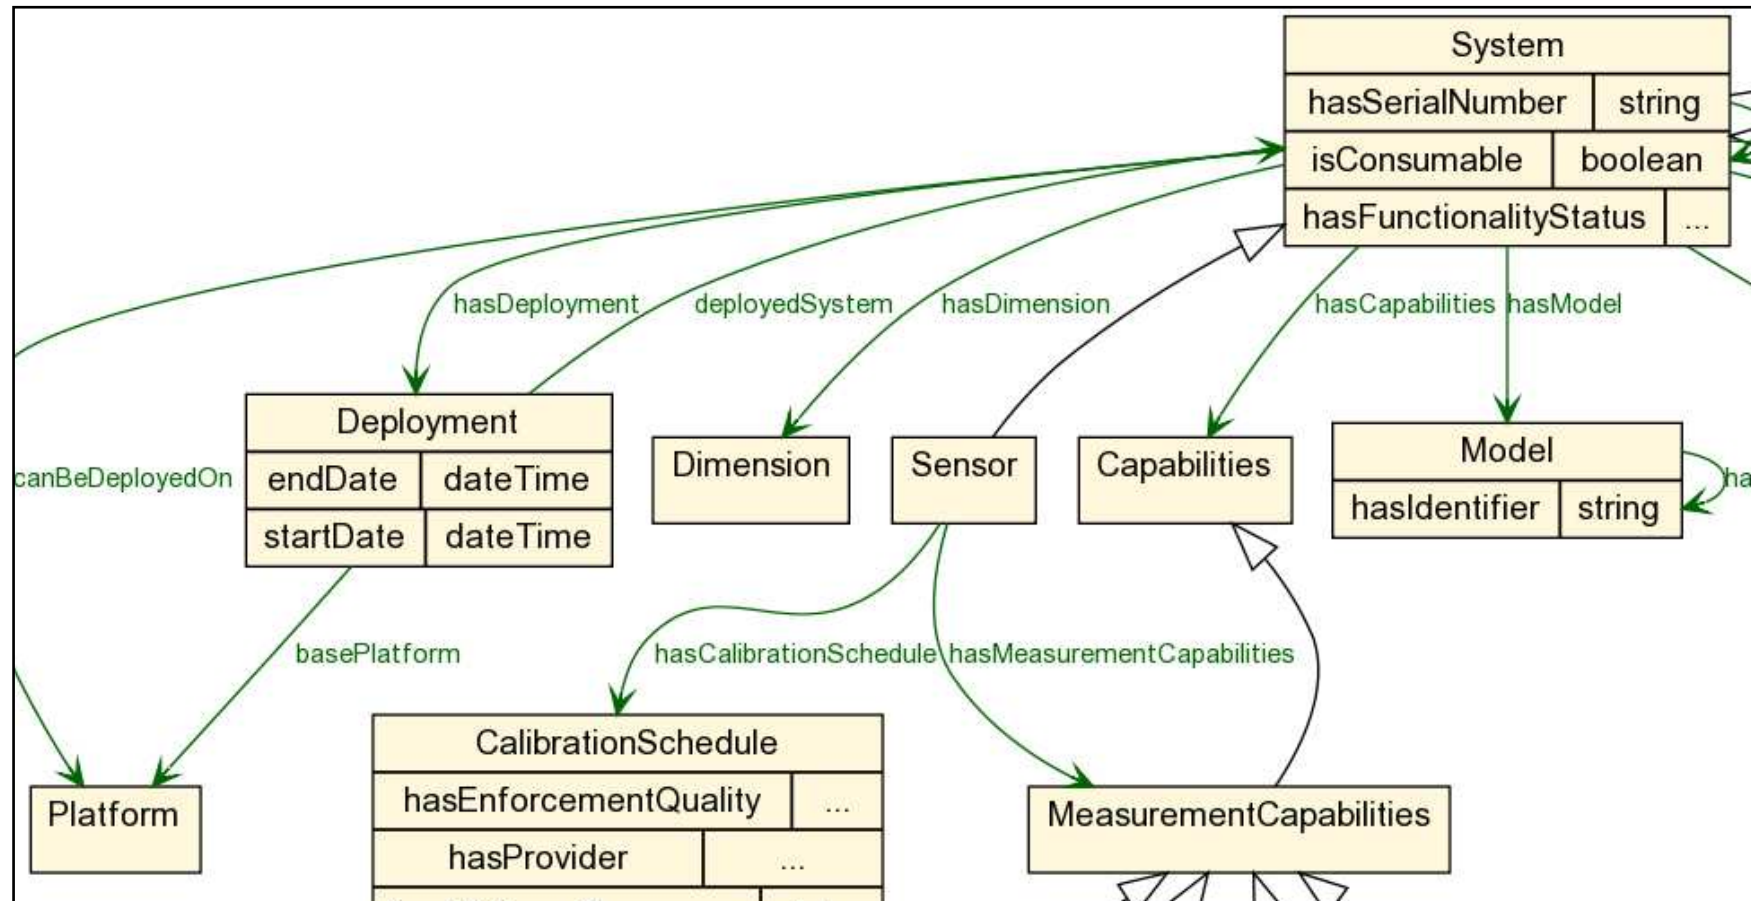 System
hasSerialNumber string
isConsumable boolean
hasFunctionalityStatus ...
hasDeployment deployedSystem hasDimension hasCapabilities hasModel
Deployment
endDate dateTime
startDate dateTime
Dimension
Sensor
Capabilities
Model
hasIdentifier string
canBeDeployedOn
ha
basePlatform hasCalibrationSchedule hasMeasurementCapabilities
CalibrationSchedule
hasEnforcementQuality ...
hasProvider ...
Platform
MeasurementCapabilities